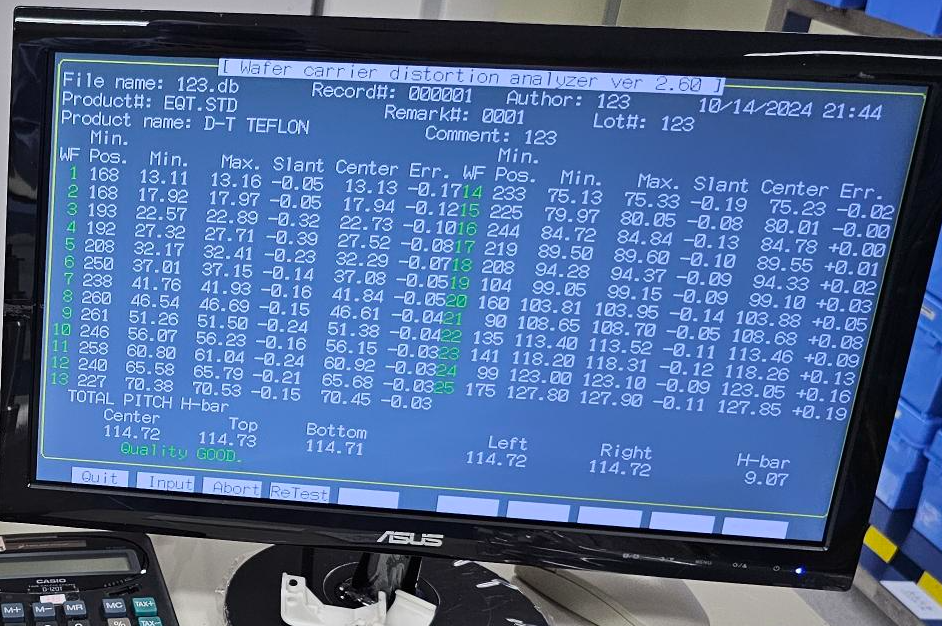 [ Wafer carrier distortion analyzer ver 2.60 ]
File name: 123.db Record#: 000001 Author: 123 10/14/2024 21:44
Product#: EQT.STD Remark#: 0001 Lot#: 123
Product name: D-T TEFLON Comment: 123
Min. Min.
WF Pos. Min. Max. Slant Center Err. WF Pos. Min. Max. Slant Center Err.
1 168 13.11 13.16 -0.05 13.13 -0.17 14 233 75.13 75.33 -0.19 75.23 -0.02
2 168 17.92 17.97 -0.05 17.94 -0.12 15 225 79.97 80.05 -0.08 80.01 -0.00
3 193 22.57 22.89 -0.32 22.73 -0.10 16 244 84.72 84.84 -0.13 84.78 +0.00
4 192 27.32 27.71 -0.39 27.52 -0.08 17 219 89.50 89.60 -0.10 89.55 +0.01
5 208 32.17 32.41 -0.23 32.29 -0.07 18 208 94.28 94.37 -0.09 94.33 +0.02
6 250 37.01 37.15 -0.14 37.08 -0.05 19 104 99.05 99.15 -0.09 99.10 +0.03
7 238 41.76 41.93 -0.16 41.84 -0.05 20 160 103.81 103.95 -0.14 103.88 +0.05
8 260 46.54 46.69 -0.15 46.61 -0.04 21 90 108.65 108.70 -0.05 108.68 +0.08
9 261 51.26 51.50 -0.24 51.38 -0.04 22 135 113.40 113.52 -0.11 113.46 +0.09
10 246 56.07 56.23 -0.16 56.15 -0.03 23 141 118.20 118.31 -0.12 118.26 +0.13
11 258 60.80 61.04 -0.24 60.92 -0.03 24 99 123.00 123.10 -0.09 123.05 +0.16
12 240 65.58 65.79 -0.21 65.68 -0.03 25 175 127.80 127.90 -0.11 127.85 +0.19
13 227 70.38 70.53 -0.15 70.45 -0.03
TOTAL PITCH H-bar
Center Top Bottom Left Right H-bar
114.72 114.73 114.71 114.72 114.72 9.07
Quality GOOD.
Quit Input Abort ReTest
ASUS
CASIO
M+ M- MR MC TAX+
% TAX-